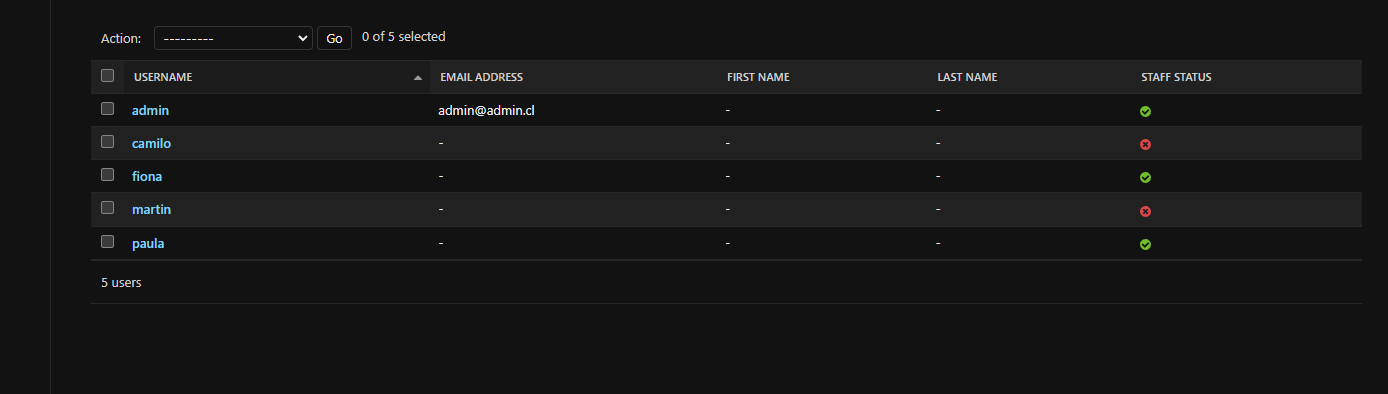 Action: --------- Go 0 of 5 selected
USERNAME EMAIL ADDRESS FIRST NAME LAST NAME STAFF STATUS
admin admin@admin.cl - -
camilo - - -
fiona - - -
martin - - -
paula - - -
5 users